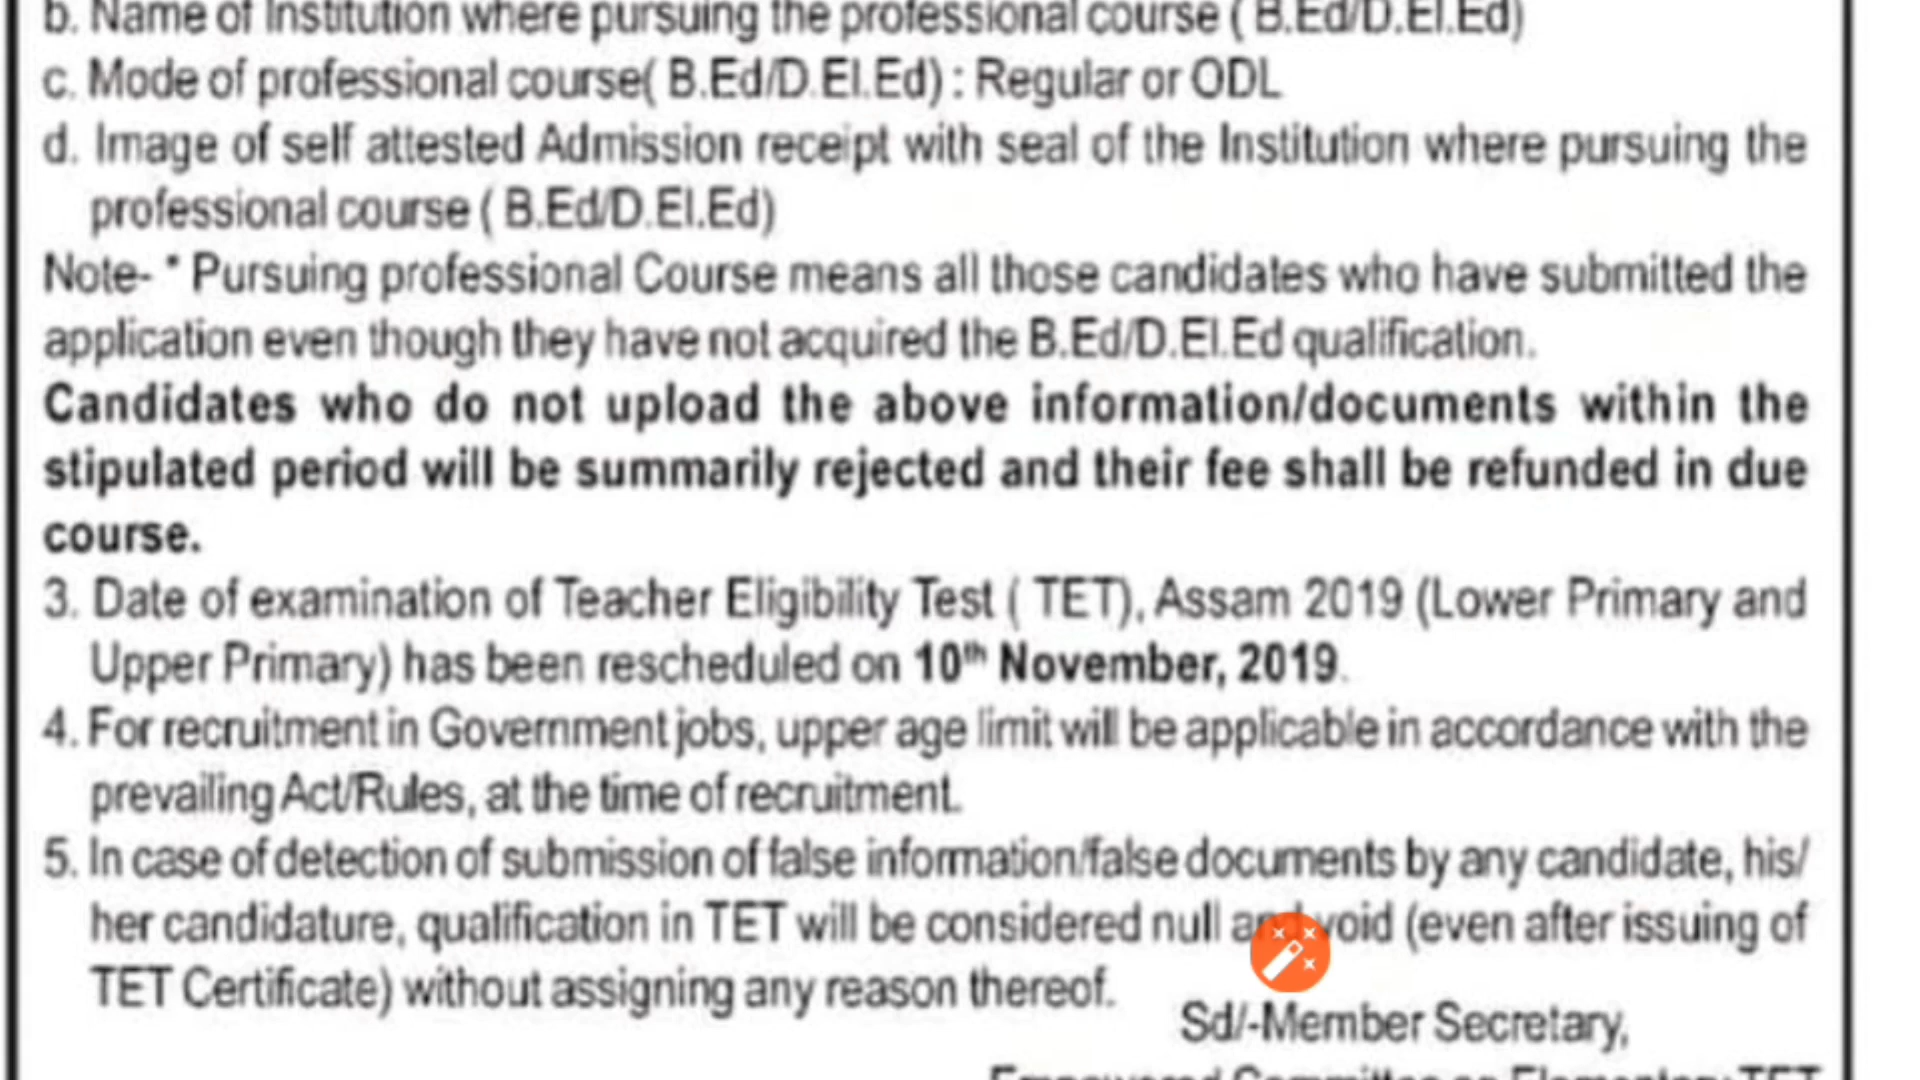 b. Name of Institution where pursuing the professional course ( B.Ed/D.El.Ed)
c. Mode of professional course( B.Ed/D.El.Ed) : Regular or ODL
d. Image of self attested Admission receipt with seal of the Institution where pursuing the
professional course ( B.Ed/D.El.Ed)
Note- * Pursuing professional Course means all those candidates who have submitted the
application even though they have not acquired the B.Ed/D.El.Ed qualification.
Candidates who do not upload the above information/documents within the
stipulated period will be summarily rejected and their fee shall be refunded in due
course.
3. Date of examination of Teacher Eligibility Test ( TET), Assam 2019 (Lower Primary and
Upper Primary) has been rescheduled on 10th November, 2019.
4. For recruitment in Government jobs, upper age limit will be applicable in accordance with the
prevailing Act/Rules, at the time of recruitment.
5. In case of detection of submission of false information/false documents by any candidate, his/
her candidature, qualification in TET will be considered null and void (even after issuing of
TET Certificate) without assigning any reason thereof.
Sd/-Member Secretary,
Empowered Committee on Elementary TET